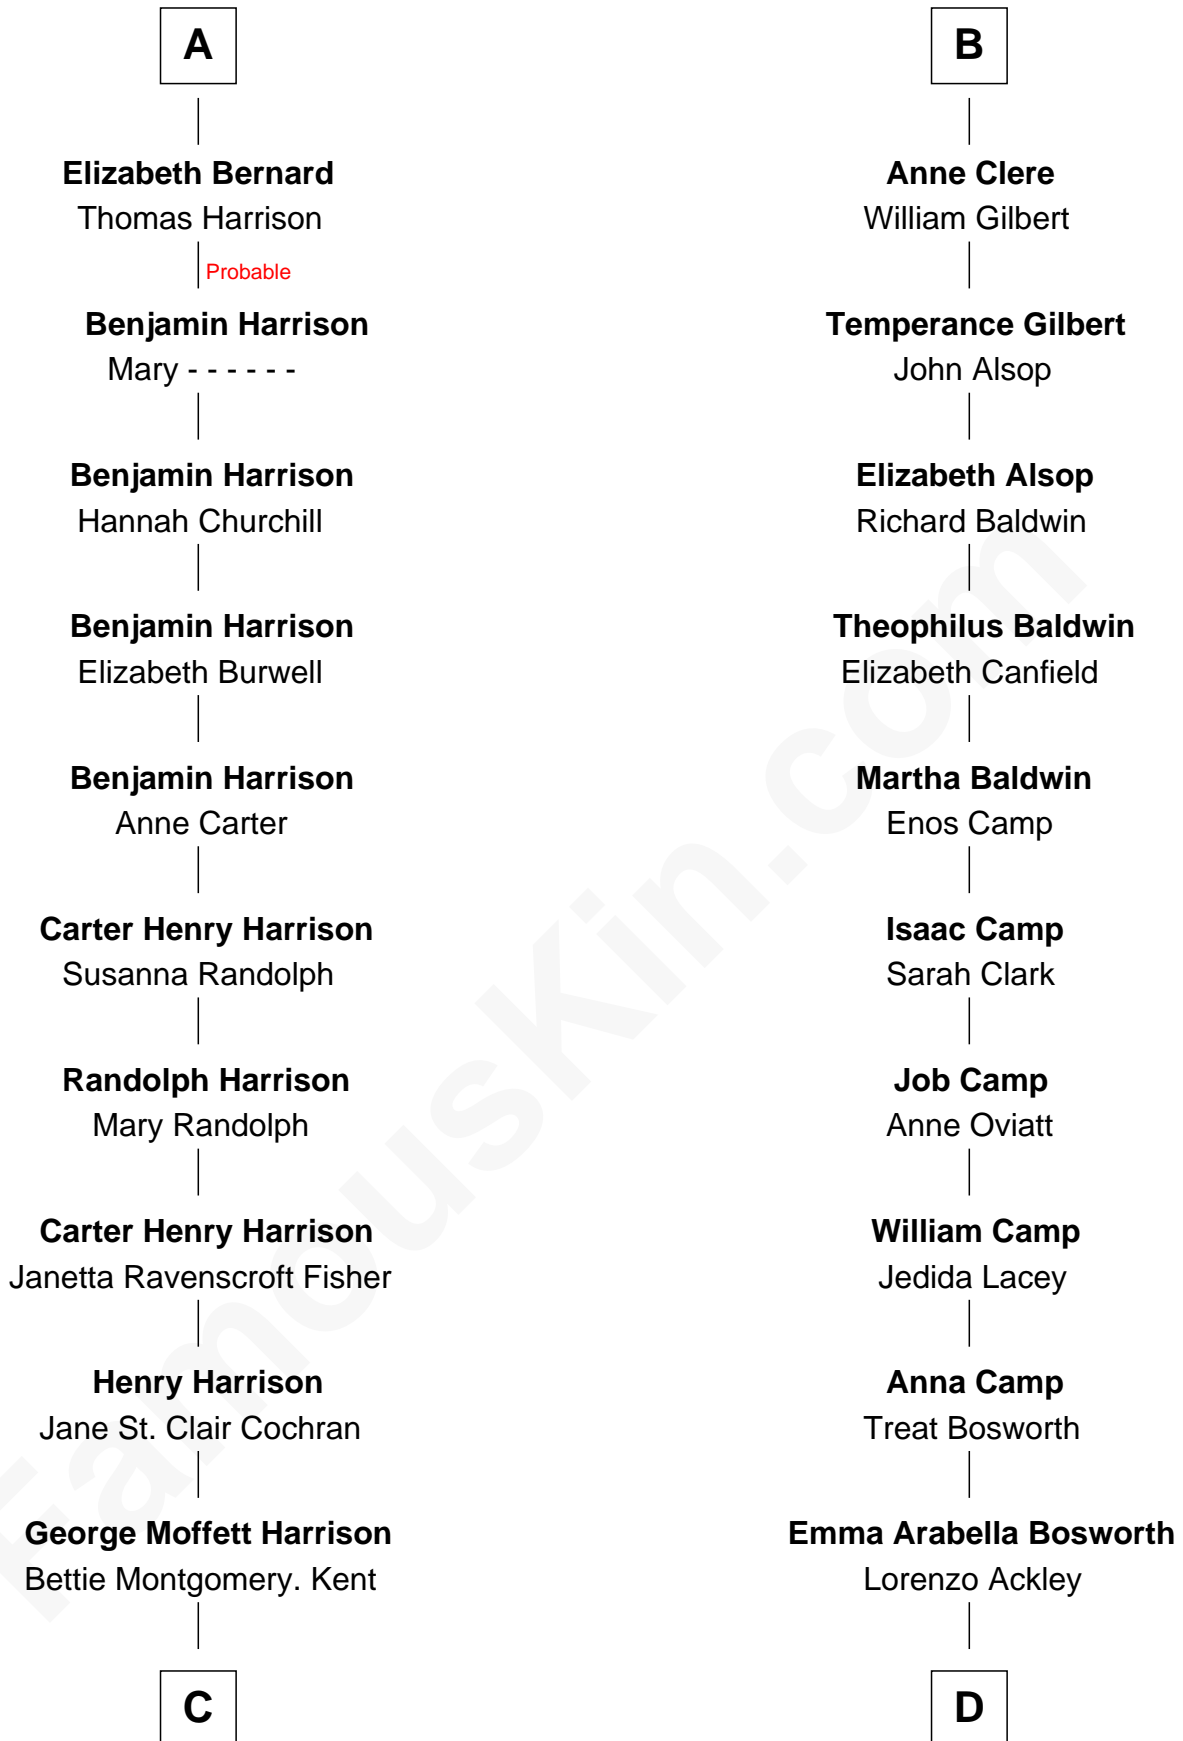 A
Elizabeth Bernard
Thomas Harrison
Probable
Benjamin Harrison
Mary - - - - - -
Benjamin Harrison
Hannah Churchill
Benjamin Harrison
Elizabeth Burwell
Benjamin Harrison
Anne Carter
Carter Henry Harrison
Susanna Randolph
Randolph Harrison
Mary Randolph
Carter Henry Harrison
Janetta Ravenscroft Fisher
Henry Harrison
Jane St. Clair Cochran
George Moffett Harrison
Bettie Montgomery. Kent
C
B
Anne Clere
William Gilbert
Temperance Gilbert
John Alsop
Elizabeth Alsop
Richard Baldwin
Theophilus Baldwin
Elizabeth Canfield
Martha Baldwin
Enos Camp
Isaac Camp
Sarah Clark
Job Camp
Anne Oviatt
William Camp
Jedida Lacey
Anna Camp
Treat Bosworth
Emma Arabella Bosworth
Lorenzo Ackley
D
FamousKin.com